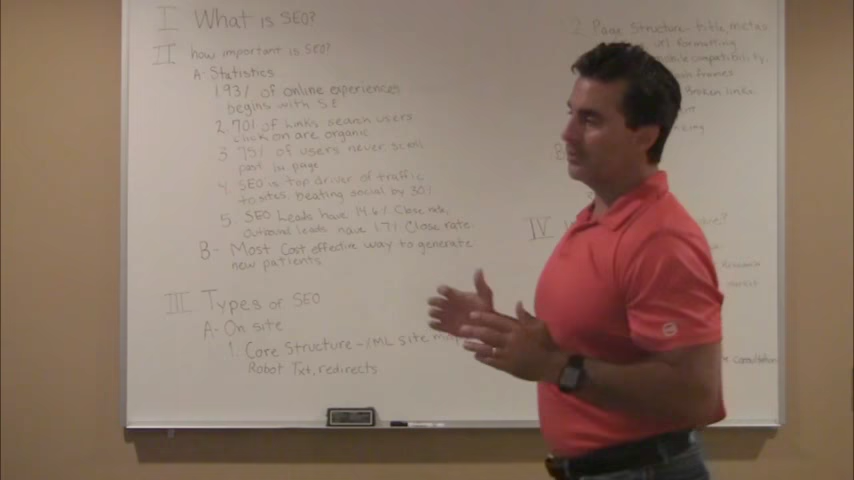 I What is SEO?
II how important is SEO?
A- Statistics
1. 93% of online experiences
begins with S.E
2. 70% of links search users
click on are organic
3. 75% of users never scroll
past 1st page
4. SEO is top driver of traffic
to sites, beating social by 30%
5. SEO Leads have 14.6% Close rate,
outbound leads have 1.7% Close rate.
B- Most Cost effective way to generate
new patients
III Types of SEO
A- On site
1. Core Structure - XML site map
Robot Txt, redirects
2. Page Structure- title, metas
url formatting
compatibility,
frames
Broken links
IV W
Research
market
Consultation